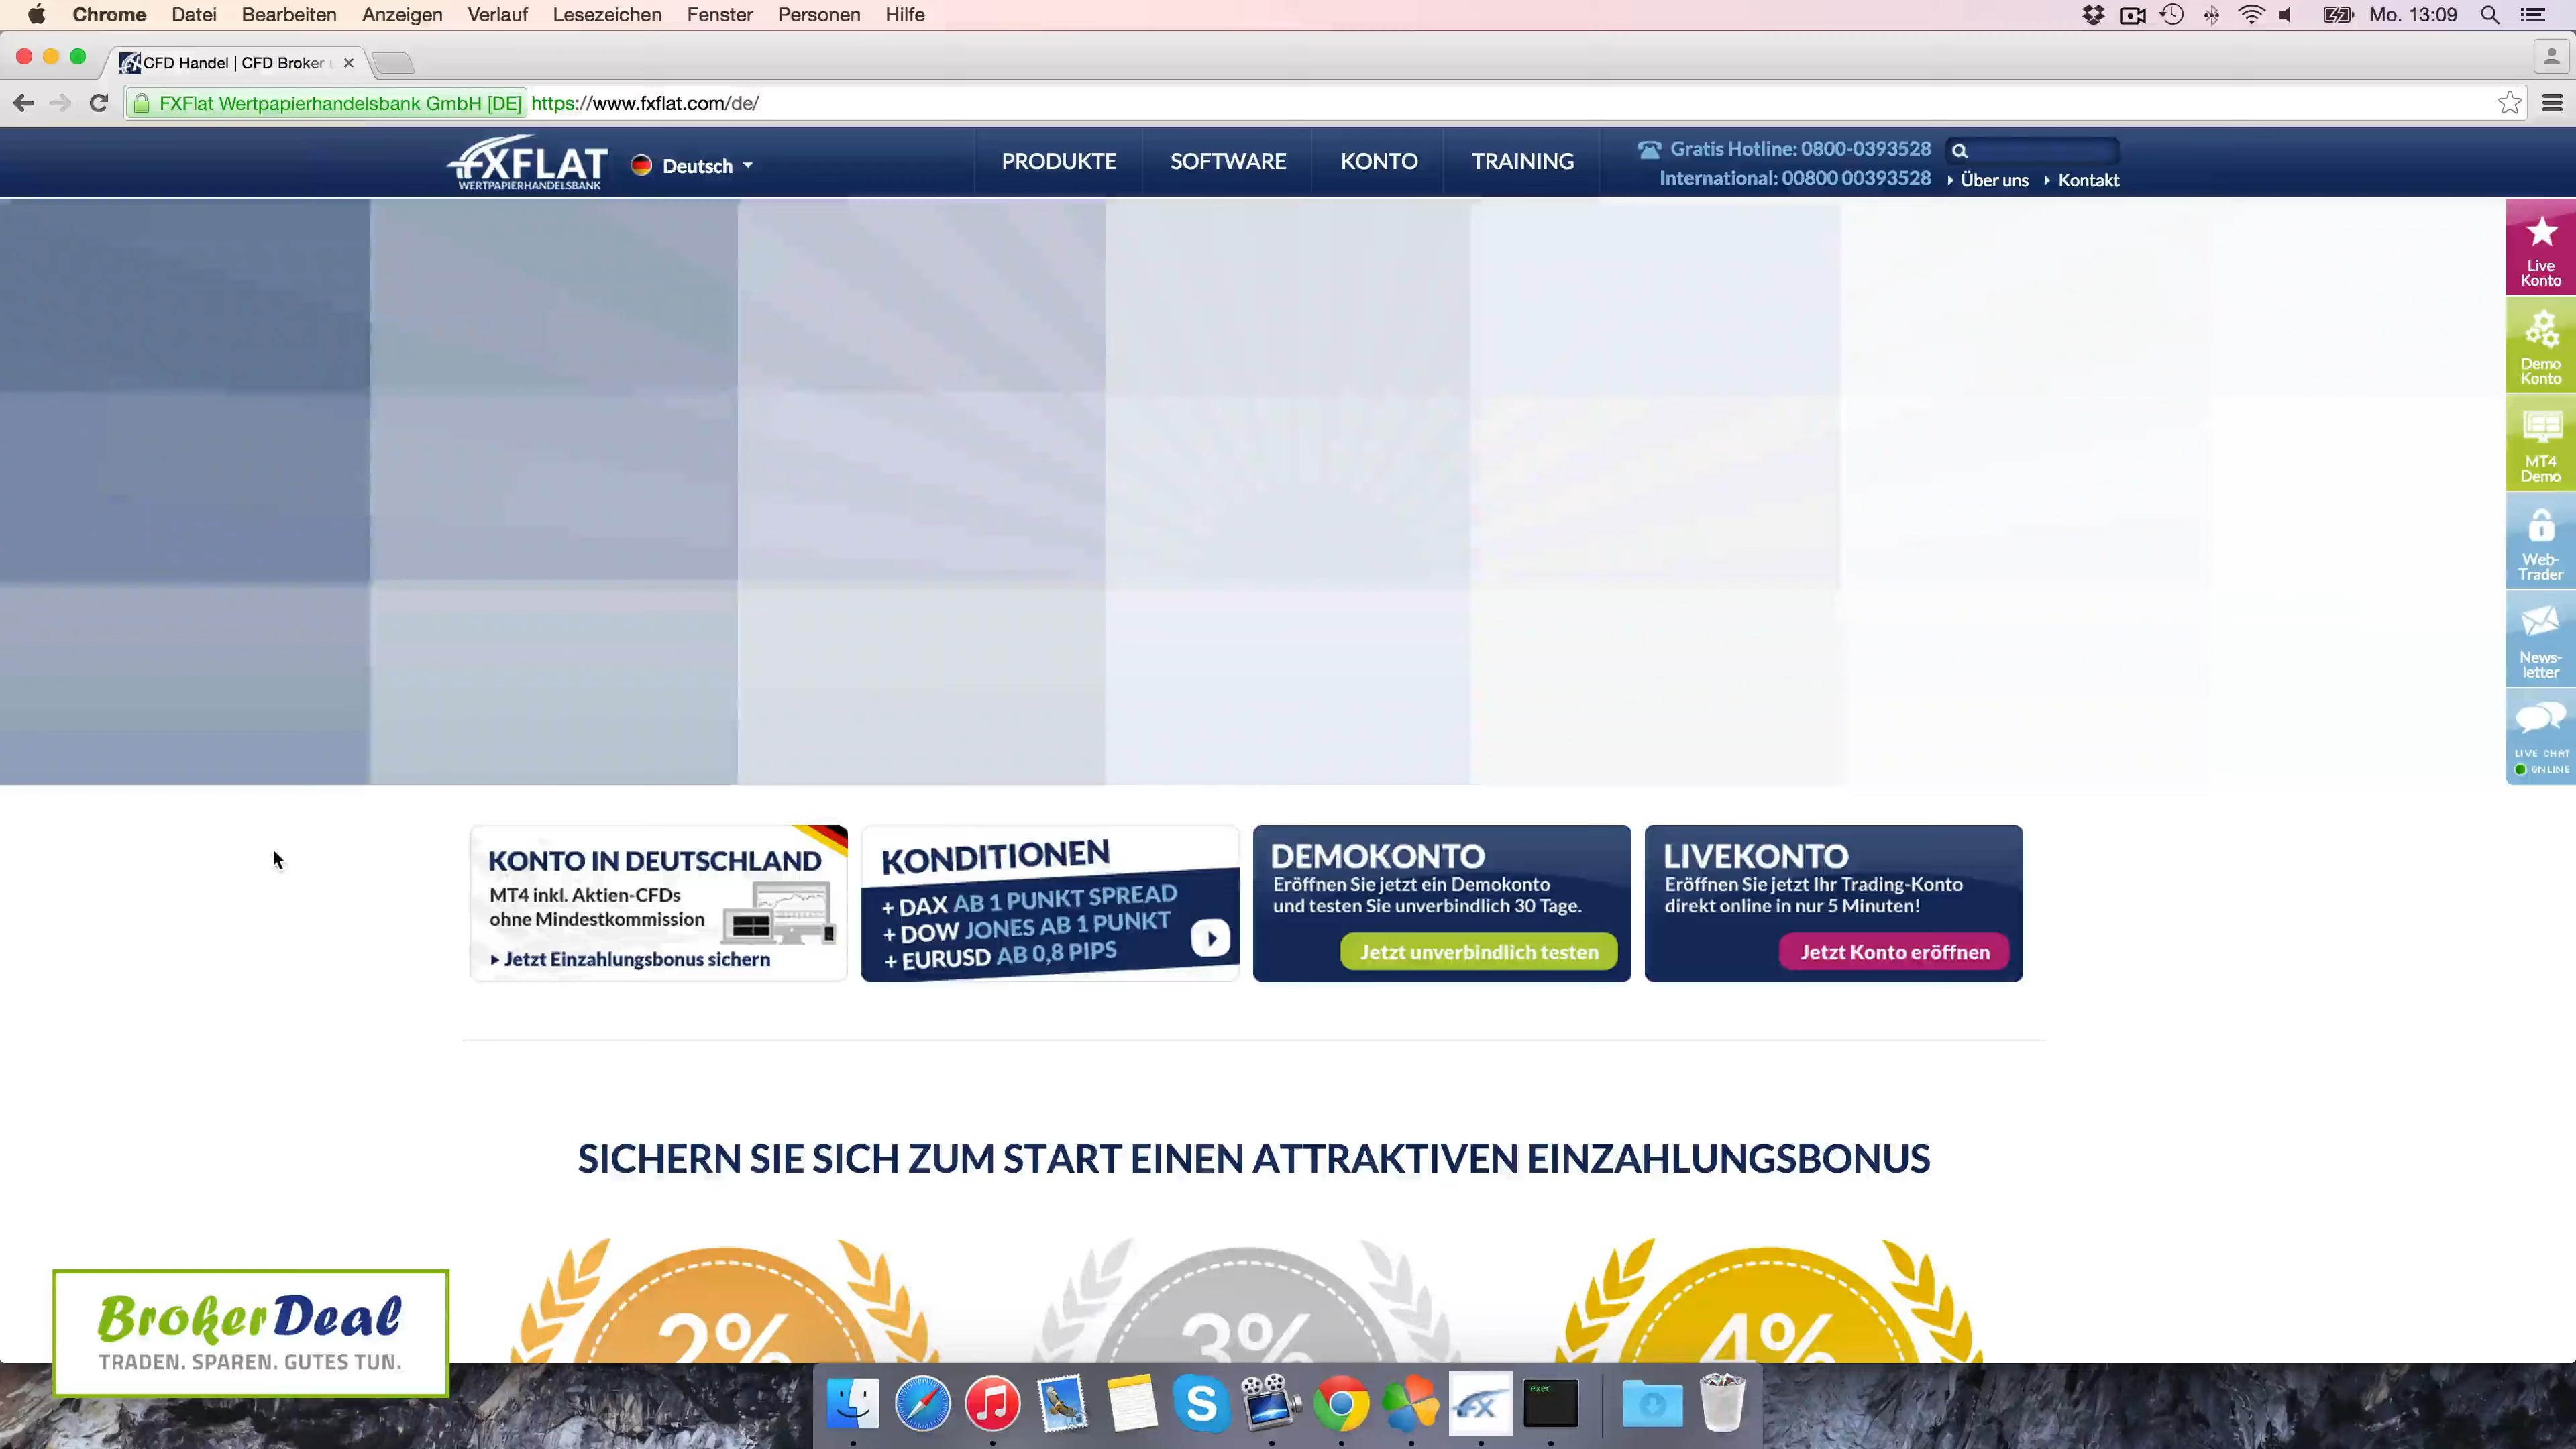 Chrome Datei Bearbeiten Anzeigen Verlauf Lesezeichen Fenster Personen Hilfe Mo. 13:09
CFD Handel | CFD Broker
FXFlat Wertpapierhandelsbank GmbH [DE] https://www.fxflat.com/de/
FXFLAT
WERTPAPIERHANDELSBANK
Deutsch
PRODUKTE SOFTWARE KONTO TRAINING
Gratis Hotline: 0800-0393528
International: 00800 00393528
Über uns Kontakt
Live
Konto
Demo
Konto
MT4
Demo
Web-
Trader
News-
letter
LIVE CHAT
ONLINE
KONTO IN DEUTSCHLAND
MT4 inkl. Aktien-CFDs
ohne Mindestkommission
Jetzt Einzahlungsbonus sichern
KONDITIONEN
+ DAX AB 1 PUNKT SPREAD
+ DOW JONES AB 1 PUNKT
+ EURUSD AB 0,8 PIPS
DEMOKONTO
Eröffnen Sie jetzt ein Demokonto
und testen Sie unverbindlich 30 Tage.
Jetzt unverbindlich testen
LIVEKONTO
Eröffnen Sie jetzt Ihr Trading-Konto
direkt online in nur 5 Minuten!
Jetzt Konto eröffnen
SICHERN SIE SICH ZUM START EINEN ATTRAKTIVEN EINZAHLUNGSBONUS
2% 3% 4%
BrokerDeal
TRADEN. SPAREN. GUTES TUN.
exec